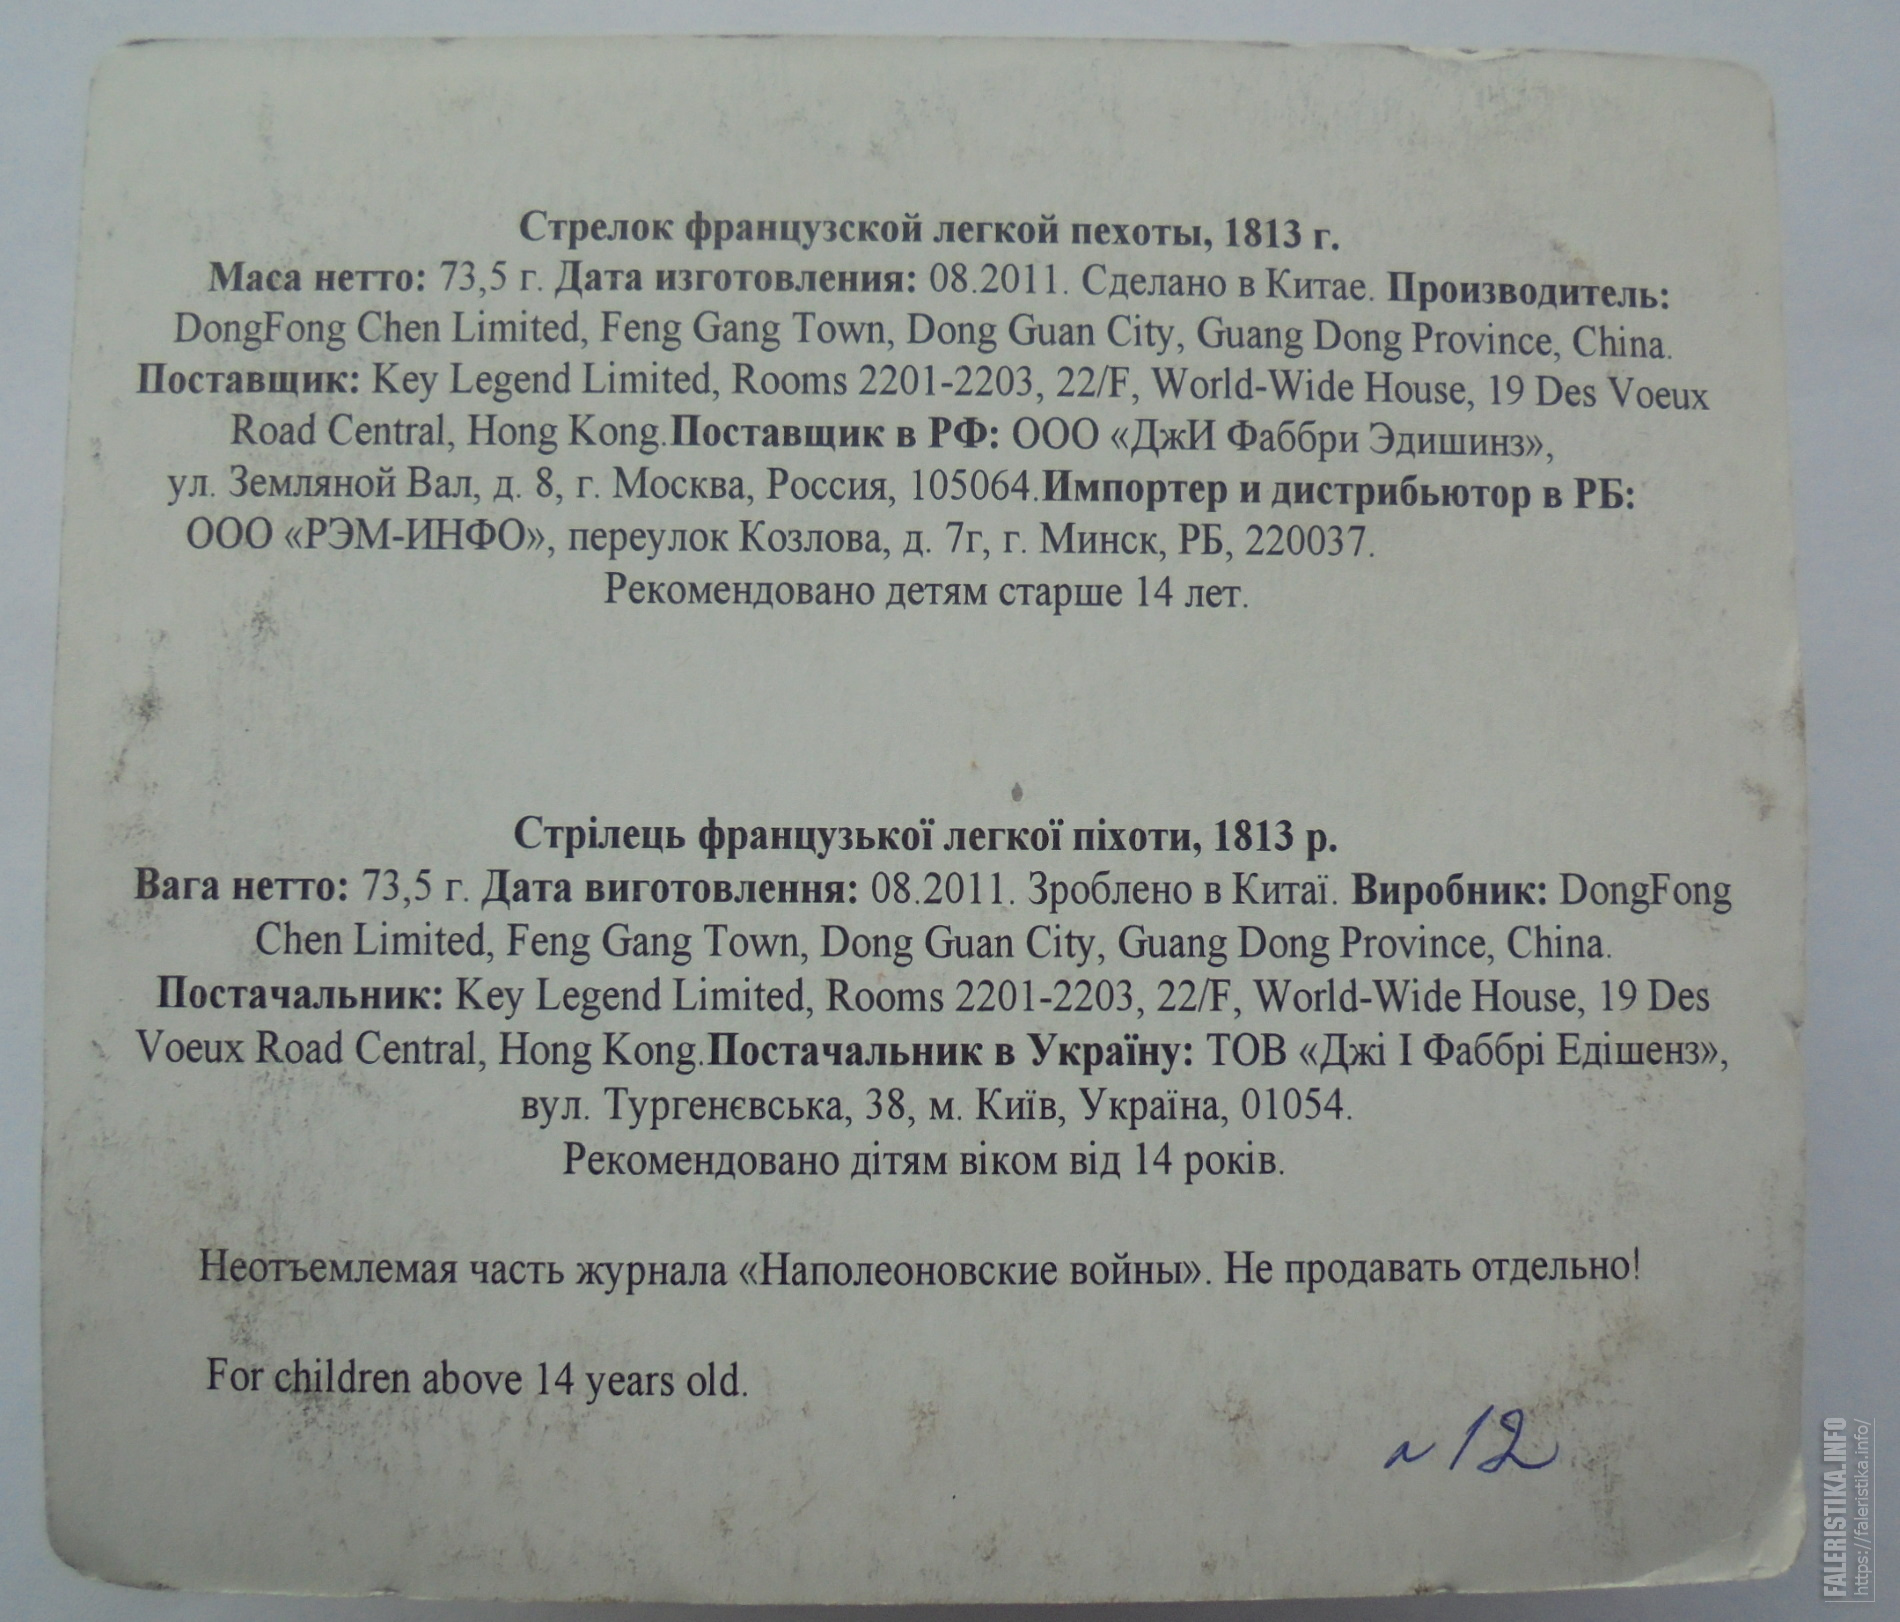 Стрелок французской легкой пехоты, 1813 г.
Маса нетто: 73,5 г. Дата изготовления: 08.2011. Сделано в Китае. Производитель:
DongFong Chen Limited, Feng Gang Town, Dong Guan City, Guang Dong Province, China.
Поставщик: Key Legend Limited, Rooms 2201-2203, 22/F, World-Wide House, 19 Des Voeux
Road Central, Hong Kong.Поставщик в РФ: ООО «ДжИ Фаббри Эдишинз»,
ул. Земляной Вал, д. 8, г. Москва, Россия, 105064.Импортер и дистрибьютор в РБ:
ООО «РЭМ-ИНФО», переулок Козлова, д. 7г, г. Минск, РБ, 220037.
Рекомендовано детям старше 14 лет.
Стрілець французької легкої піхоти, 1813 р.
Вага нетто: 73,5 г. Дата виготовлення: 08.2011. Зроблено в Китаї. Виробник: DongFong
Chen Limited, Feng Gang Town, Dong Guan City, Guang Dong Province, China.
Постачальник: Key Legend Limited, Rooms 2201-2203, 22/F, World-Wide House, 19 Des
Voeux Road Central, Hong Kong.Постачальник в Україну: ТОВ «Джі І Фаббрі Едішенз»,
вул. Тургенєвська, 38, м. Київ, Україна, 01054.
Рекомендовано дітям віком від 14 років.
Неотъемлемая часть журнала «Наполеоновские войны». Не продавать отдельно!
For children above 14 years old.
12
FALERISTIKA.INFO
https://faleristika.info/